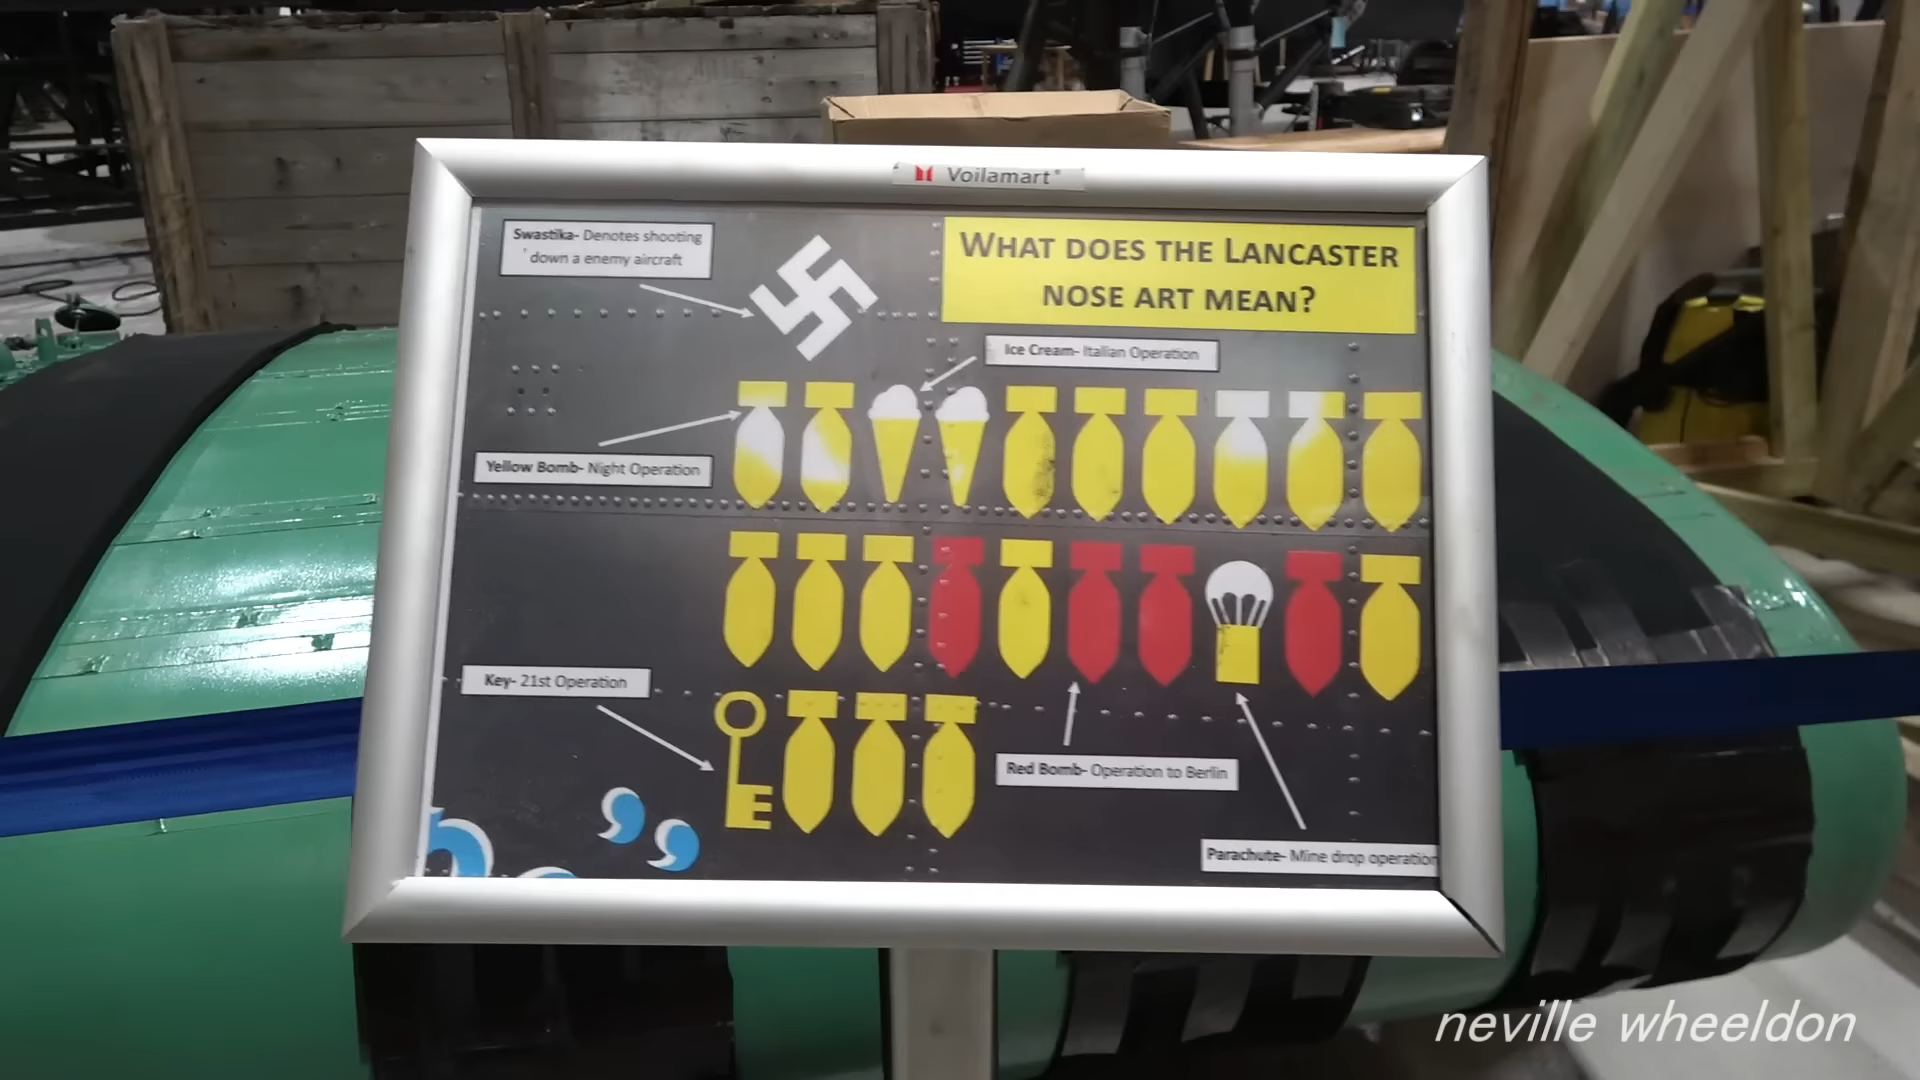 Voilamart
Swastika- Denotes shooting
down a enemy aircraft
WHAT DOES THE LANCASTER
NOSE ART MEAN?
Ice Cream- Italian Operation
Yellow Bomb- Night Operation
Key- 21st Operation
Red Bomb- Operation to Berlin
Parachute- Mine drop operation
neville wheeldon